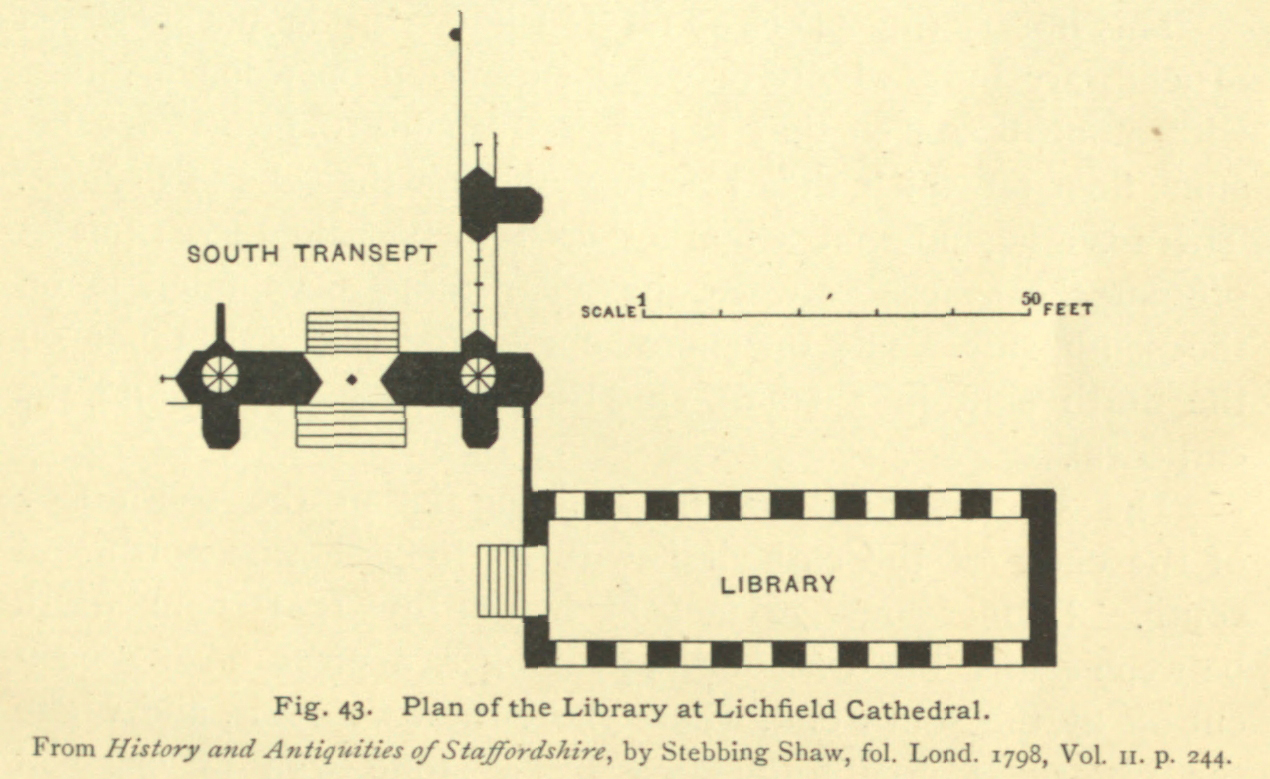 SOUTH TRANSEPT
SCALE 1 50 FEET
LIBRARY
Fig. 43. Plan of the Library at Lichfield Cathedral.
From History and Antiquities of Staffordshire, by Stebbing Shaw, fol. Lond. 1798, Vol. II. p. 244.